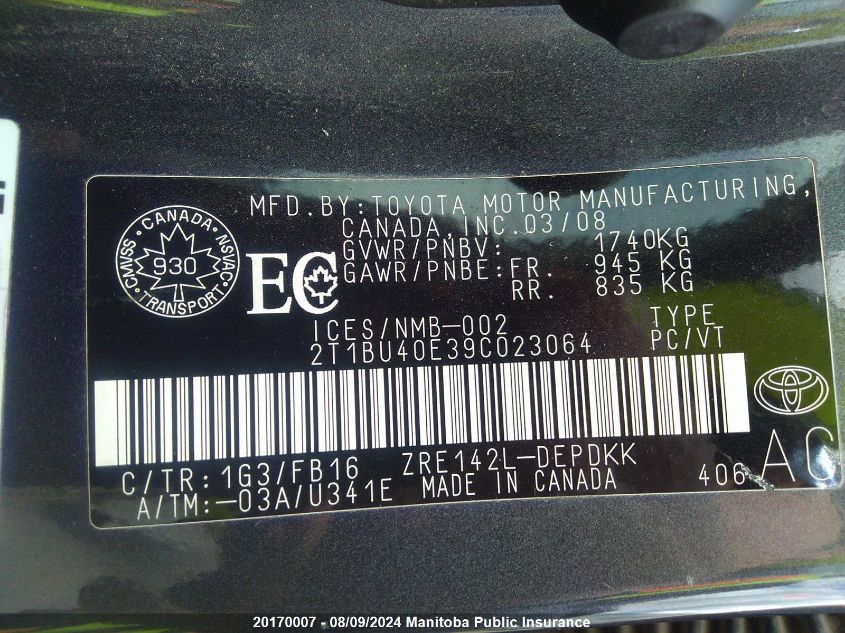 MFD.BY:TOYOTA MOTOR MANUFACTURING,
CANADA, INC. 03/08
GVWR/PNBV: 1740KG
GAWR/PNBE:FR. 945 KG
RR. 835 KG
CANADA
CMVSS NSVAC
930
TRANSPORT
EC
ICES/NMB-002 TYPE
2T1BU40E39C023064 PC/VT
C/TR:1G3/FB16 ZRE142L-DEPDKK
A/TM:-03A/U341E MADE IN CANADA 406 AC
20170007 - 08/09/2024 Manitoba Public Insurance